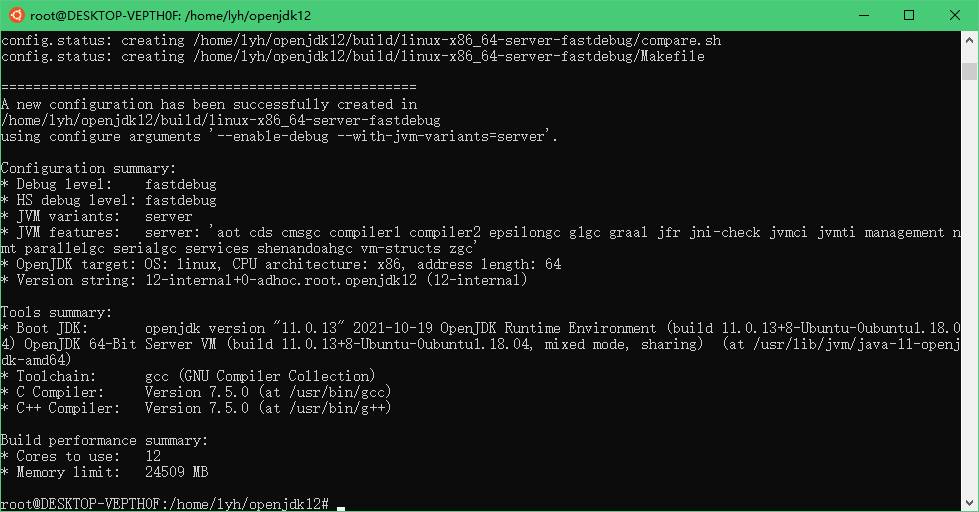 root@DESKTOP-VEPTH0F: /home/lyh/openjdk12
config.status: creating /home/lyh/openjdk12/build/linux-x86_64-server-fastdebug/compare.sh
config.status: creating /home/lyh/openjdk12/build/linux-x86_64-server-fastdebug/Makefile
====================================================
A new configuration has been successfully created in
/home/lyh/openjdk12/build/linux-x86_64-server-fastdebug
using configure arguments '--enable-debug --with-jvm-variants=server'.
Configuration summary:
* Debug level:    fastdebug
* HS debug level: fastdebug
* JVM variants:   server
* JVM features:   server: 'aot cds cmsgc compiler1 compiler2 epsilongc g1gc graal jfr jni-check jvmci jvmti management n
mt parallelgc serialgc services shenandoahgc vm-structs zgc'
* OpenJDK target: OS: linux, CPU architecture: x86, address length: 64
* Version string: 12-internal+0-adhoc.root.openjdk12 (12-internal)
Tools summary:
* Boot JDK:       openjdk version "11.0.13" 2021-10-19 OpenJDK Runtime Environment (build 11.0.13+8-Ubuntu-0ubuntu1.18.0
4) OpenJDK 64-Bit Server VM (build 11.0.13+8-Ubuntu-0ubuntu1.18.04, mixed mode, sharing)  (at /usr/lib/jvm/java-11-openj
dk-amd64)
* Toolchain:      gcc (GNU Compiler Collection)
* C Compiler:     Version 7.5.0 (at /usr/bin/gcc)
* C++ Compiler:   Version 7.5.0 (at /usr/bin/g++)
Build performance summary:
* Cores to use:   12
* Memory limit:   24509 MB
root@DESKTOP-VEPTH0F:/home/lyh/openjdk12#